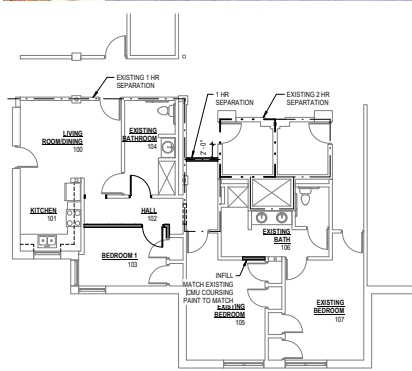 EXISTING 1 HR
SEPARATION
1 HR
SEPARATION
EXISTING 2 HR
SEPARTATION
LIVING
ROOM/DINING
100
EXISTING
BATHROOM
104
2'-0"
KITCHEN
101
HALL
102
EXISTING
BATH
106
BEDROOM 1
103
INFILL
MATCH EXISTING
CMU COURSING
PAINT TO MATCH
EXISTING
BEDROOM
105
EXISTING
BEDROOM
107